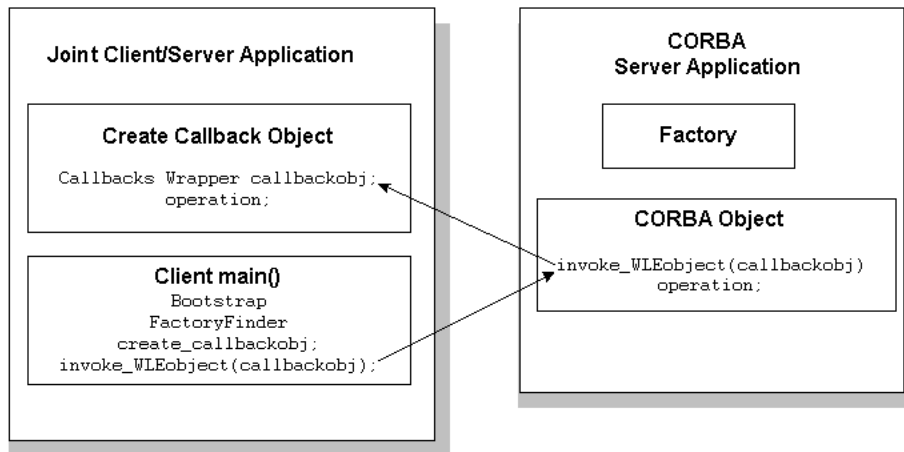 Joint Client/Server Application
Create Callback Object
Callbacks Wrapper callbackobj;
operation;
Client main()
Bootstrap
FactoryFinder
create_callbackobj;
invoke_WLEobject(callbackobj);
CORBA
Server Application
Factory
CORBA Object
invoke_WLEobject(callbackobj)
operation;